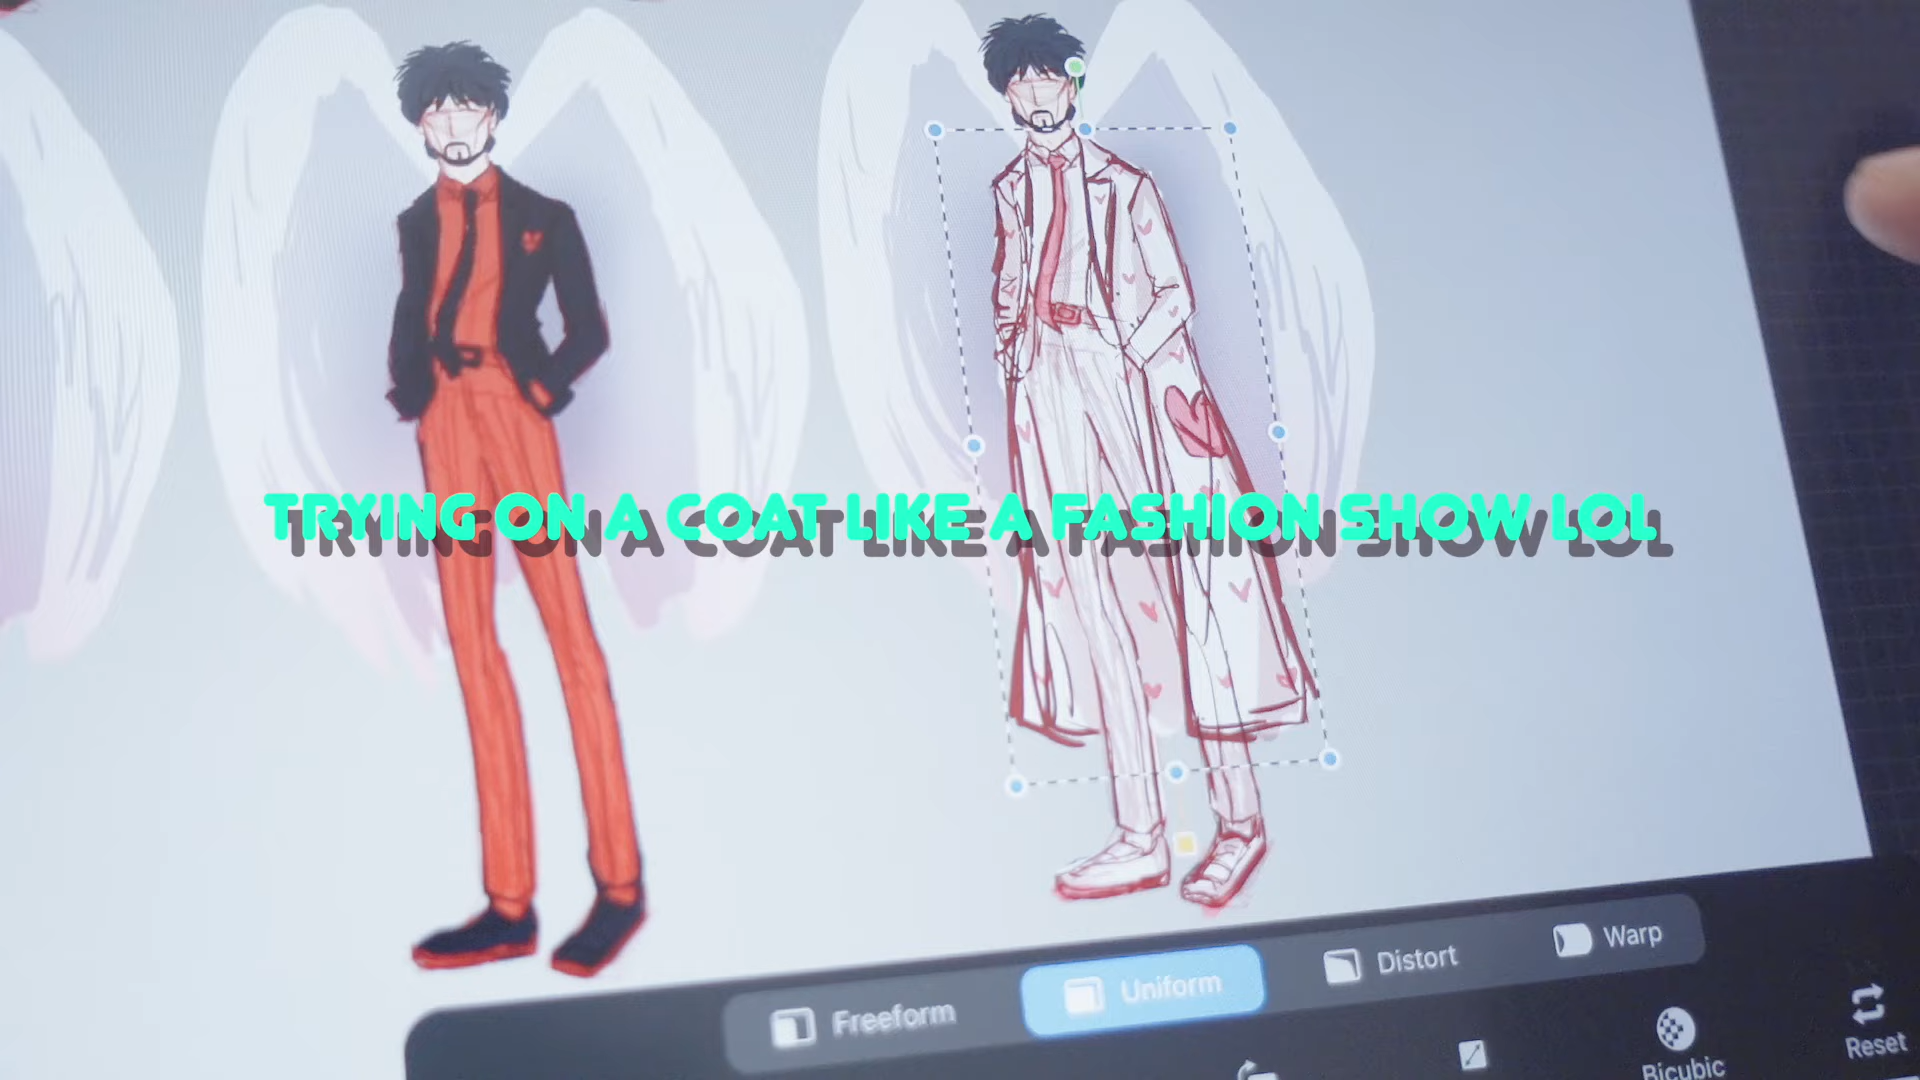 TRYING ON A COAT LIKE A FASHION SHOW LOL
Freeform
Uniform
Distort
Warp
Bicubic
Reset